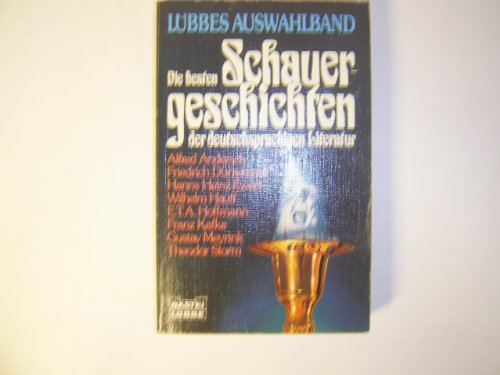 LÜBBES AUSWAHLBAND
Die besten Schauer-
geschichten
der deutschsprachigen Literatur
Alfred Andersch
Friedrich Dürrenmatt
Hanns Heinz Ewers
Wilhelm Hauff
E.T.A. Hoffmann
Franz Kafka
Gustav Meyrink
Theodor Storm
BASTEI
LÜBBE